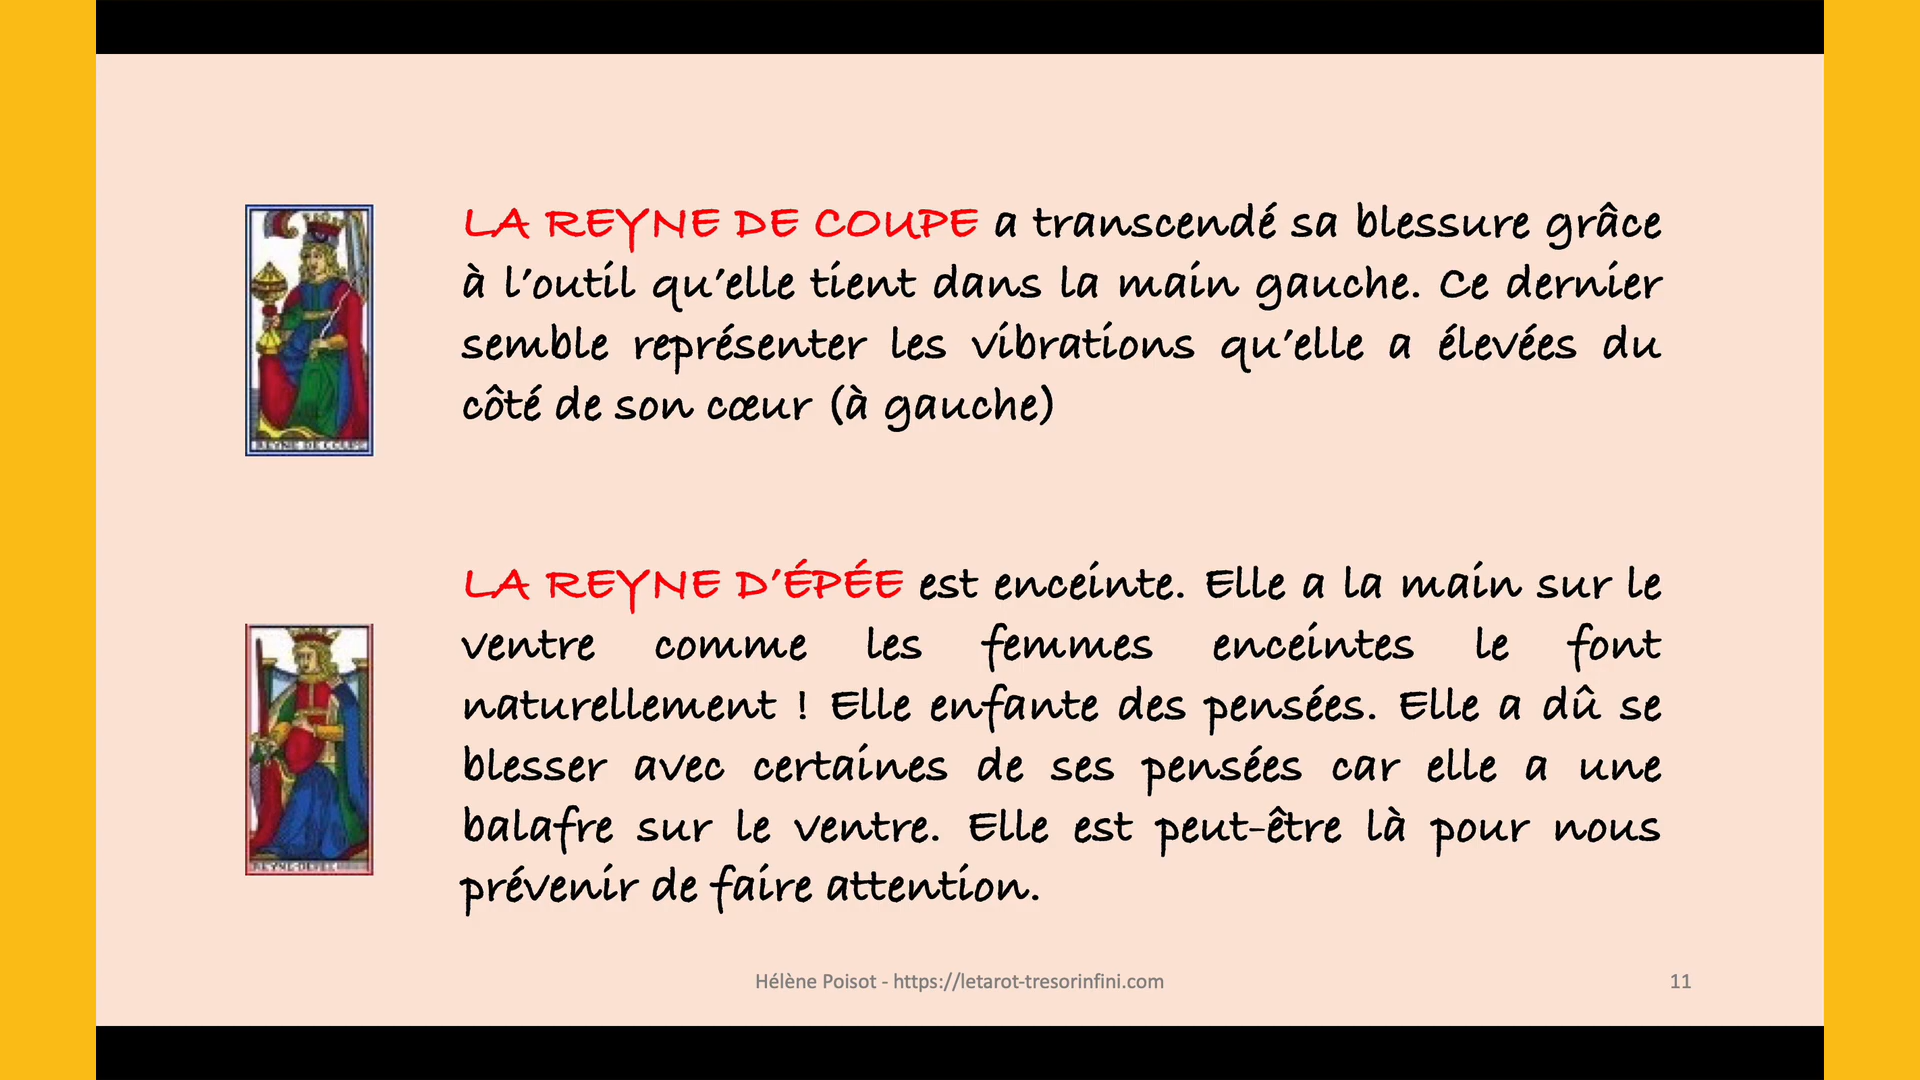 LA REYNE DE COUPE a transcendé sa blessure grâce
à l’outil qu’elle tient dans la main gauche. Ce dernier
semble représenter les vibrations qu’elle a élevées du
côté de son cœur (à gauche)
REYNE DE COUPE
LA REYNE D’ÉPÉE est enceinte. Elle a la main sur le
ventre comme les femmes enceintes le font
naturellement ! Elle enfante des pensées. Elle a dû se
blesser avec certaines de ses pensées car elle a une
balafre sur le ventre. Elle est peut-être là pour nous
prévenir de faire attention.
Hélène Poisot - https://letarot-tresorinfini.com
11